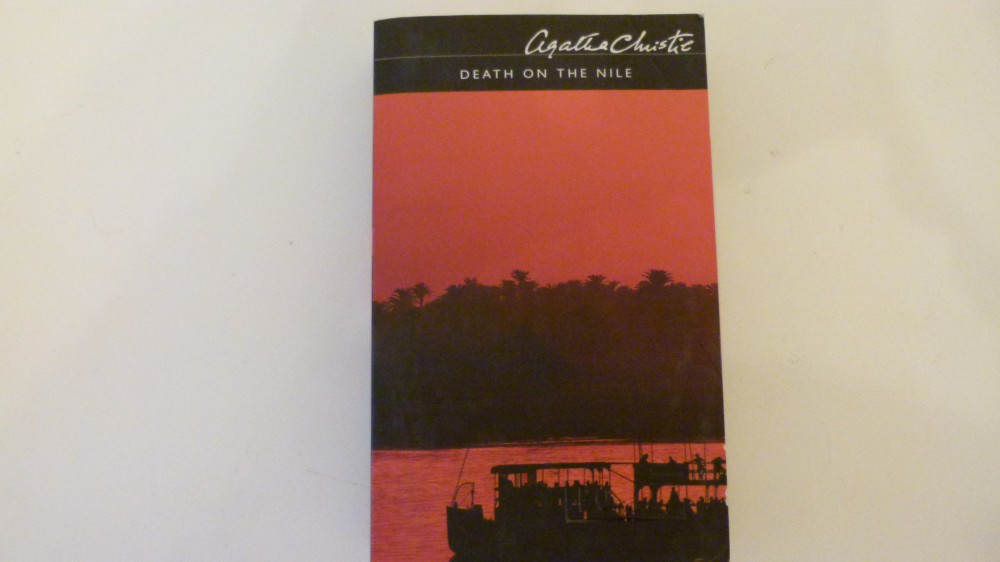 Agatha Christie
DEATH ON THE NILE